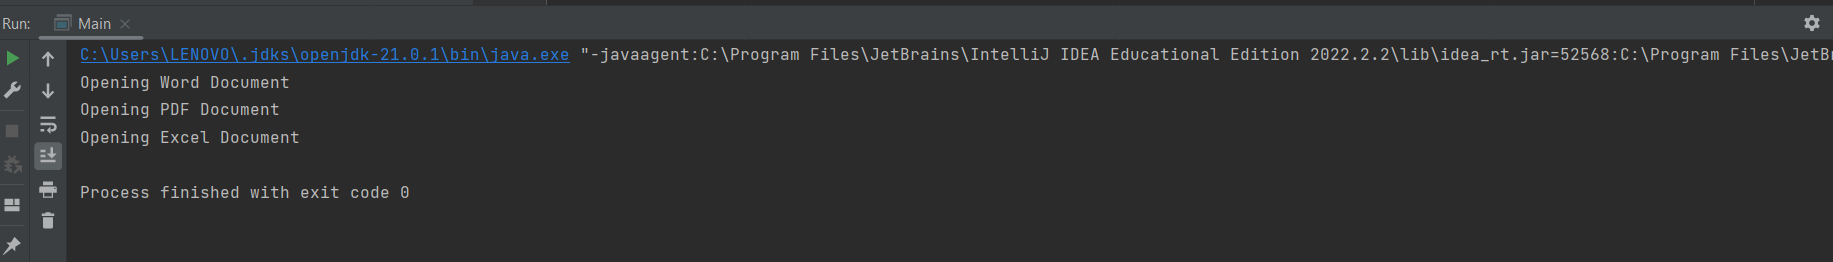 Run: Main
C:\Users\LENOVO\.jdks\openjdk-21.0.1\bin\java.exe "-javaagent:C:\Program Files\JetBrains\IntelliJ IDEA Educational Edition 2022.2.2\lib\idea_rt.jar=52568:C:\Program Files\JetBr
Opening Word Document
Opening PDF Document
Opening Excel Document
Process finished with exit code 0